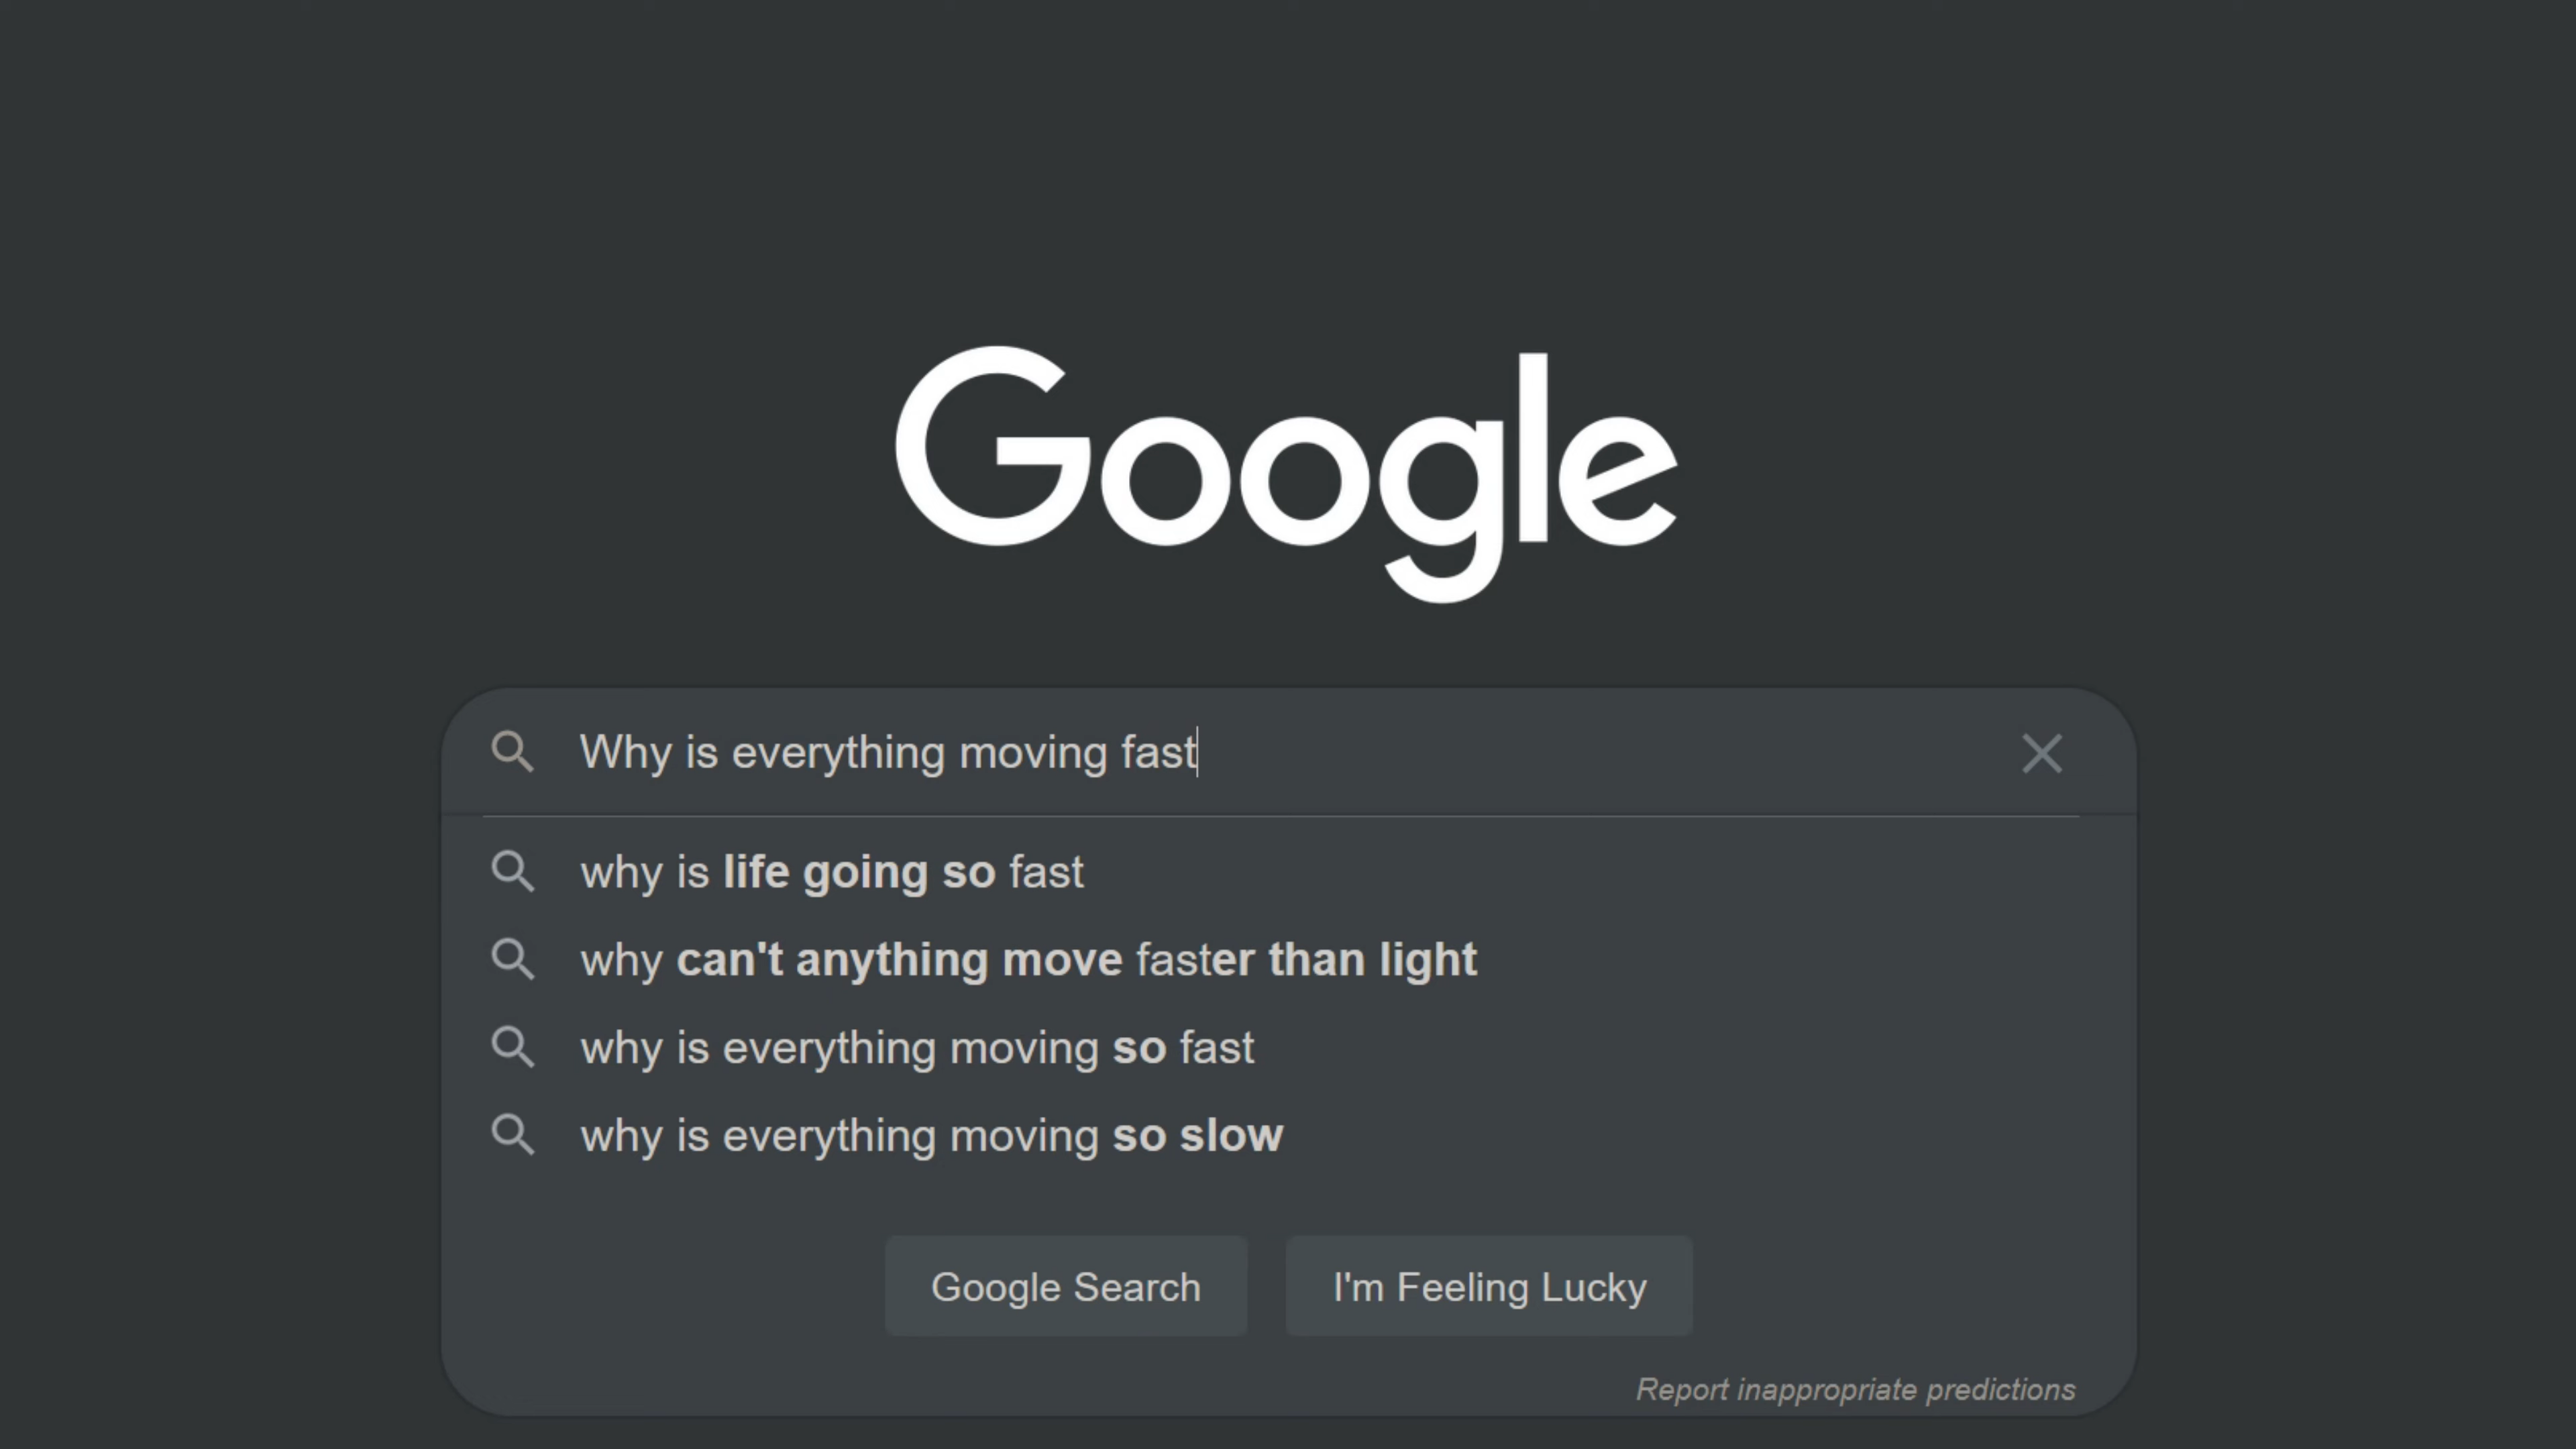 Google
Why is everything moving fast
why is life going so fast
why can't anything move faster than light
why is everything moving so fast
why is everything moving so slow
Google Search
I'm Feeling Lucky
Report inappropriate predictions